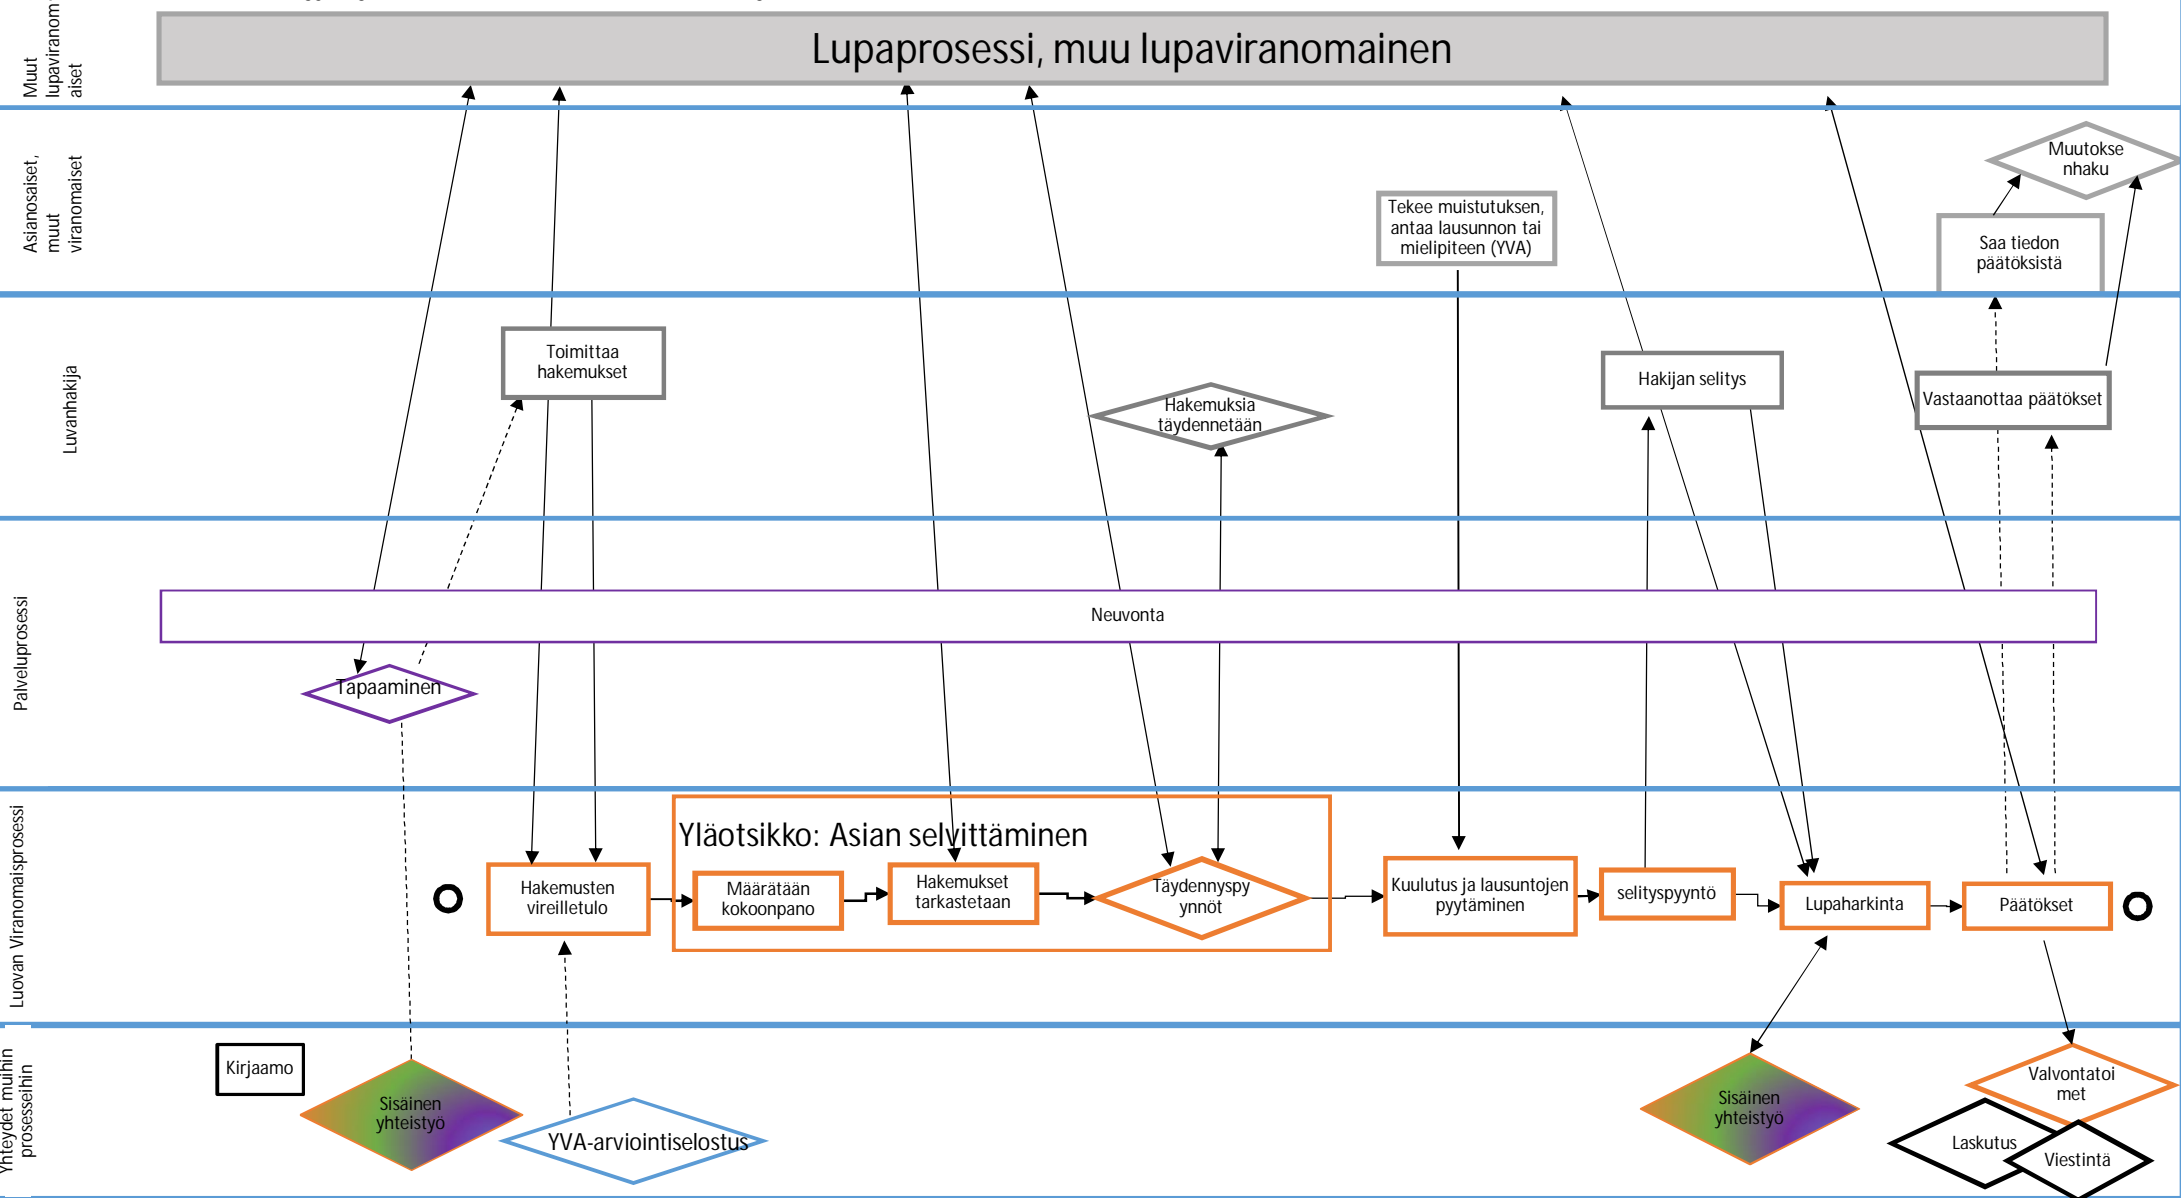 Muut
lupaviranom
aiset
Lupaprosessi, muu lupaviranomainen
Asianosaiset,
muut
viranomaiset
Muutokse
nhaku
Tekee muistutuksen,
antaa lausunnon tai
mielipiteen (YVA)
Saa tiedon
päätöksistä
Luvanhakija
Toimittaa
hakemukset
Hakemuksia
täydennetään
Hakijan selitys
Vastaanottaa päätökset
Palveluprosessi
Neuvonta
Tapaaminen
Luovan Viranomaisprosessi
Yläotsikko: Asian selvittäminen
Hakemusten
vireilletulo
Määrätään
kokoonpano
Hakemukset
tarkastetaan
Täydennyspy
ynnöt
Kuulutus ja lausuntojen
pyytäminen
selityspyyntö
Lupaharkinta
Päätökset
Yhteydet muihin
prosesseihin
Kirjaamo
Sisäinen
yhteistyö
YVA-arviointiselostus
Sisäinen
yhteistyö
Valvontatoi
met
Laskutus
Viestintä